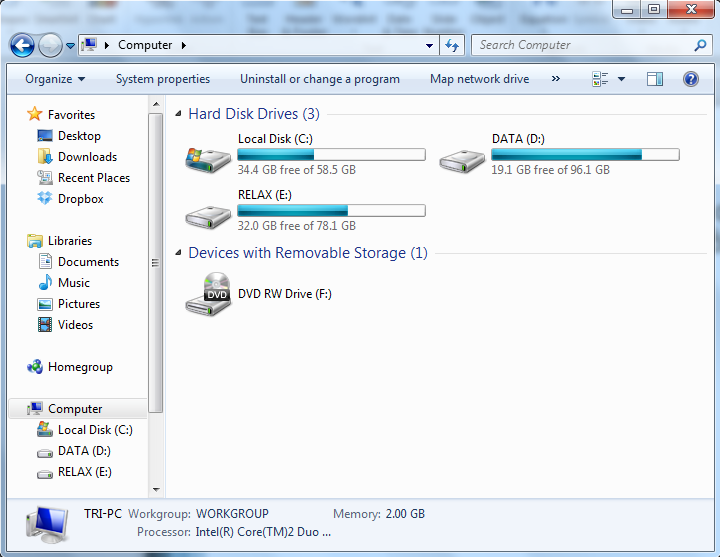 Computer
Search Computer
Organize
System properties
Uninstall or change a program
Map network drive
»
Favorites
Desktop
Downloads
Recent Places
Dropbox
Libraries
Documents
Music
Pictures
Videos
Homegroup
Computer
Local Disk (C:)
DATA (D:)
RELAX (E:)
Hard Disk Drives (3)
Local Disk (C:)
34.4 GB free of 58.5 GB
DATA (D:)
19.1 GB free of 96.1 GB
RELAX (E:)
32.0 GB free of 78.1 GB
Devices with Removable Storage (1)
DVD
DVD RW Drive (F:)
TRI-PC Workgroup: WORKGROUP Memory: 2.00 GB
Processor: Intel(R) Core(TM)2 Duo ...